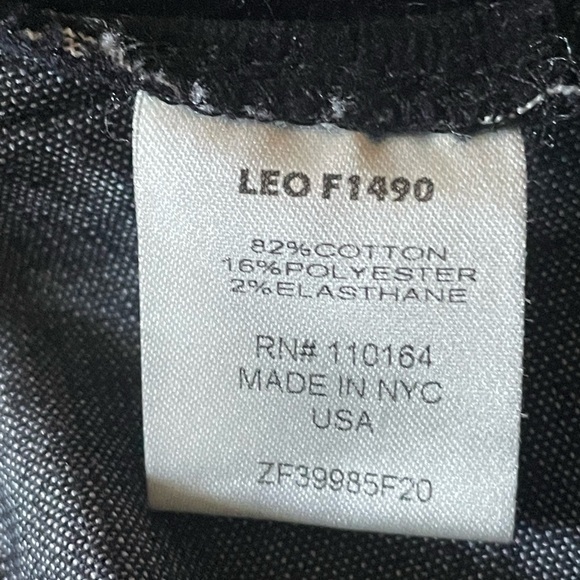 LEO F1490
82%COTTON
16%POLYESTER
2%ELASTHANE
RN# 110164
MADE IN NYC
USA
ZF39985F20